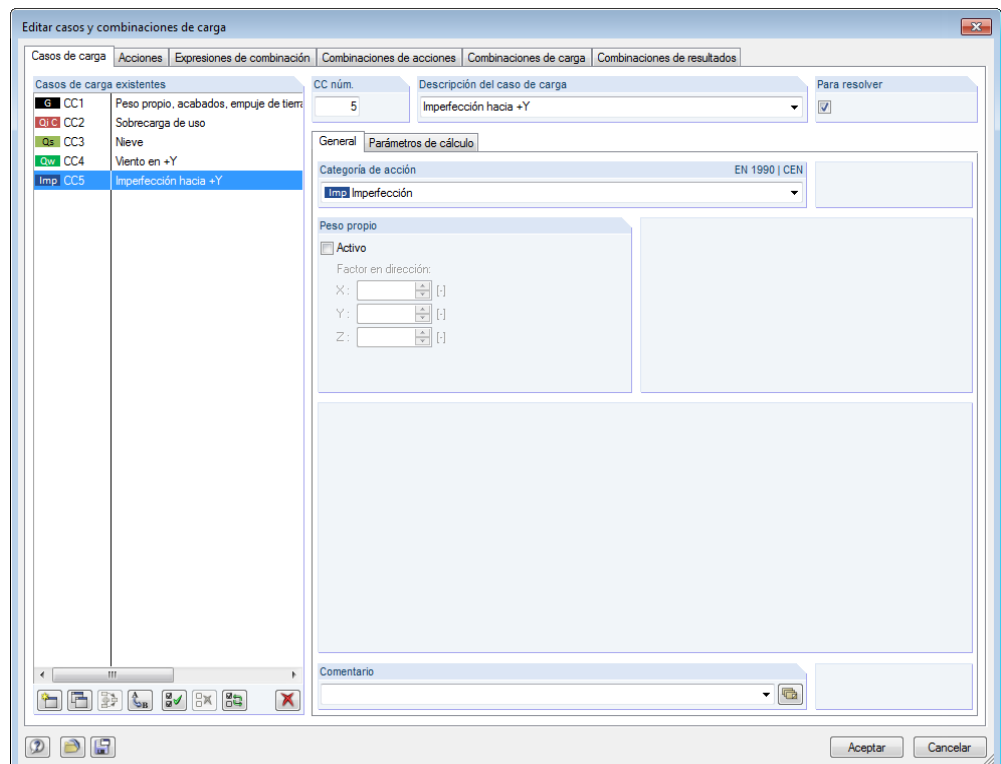 Editar casos y combinaciones de carga
Casos de carga Acciones Expresiones de combinación Combinaciones de acciones Combinaciones de carga Combinaciones de resultados
Casos de carga existentes
G CC1 Peso propio, acabados, empuje de tierra
Qi C CC2 Sobrecarga de uso
Qs CC3 Nieve
Qw CC4 Viento en +Y
Imp CC5 Imperfección hacia +Y
CC núm.
5
Descripción del caso de carga
Imperfección hacia +Y
Para resolver
General Parámetros de cálculo
Categoría de acción EN 1990 | CEN
Imp Imperfección
Peso propio
Activo
Factor en dirección:
X: [-]
Y: [-]
Z: [-]
Comentario
Aceptar Cancelar